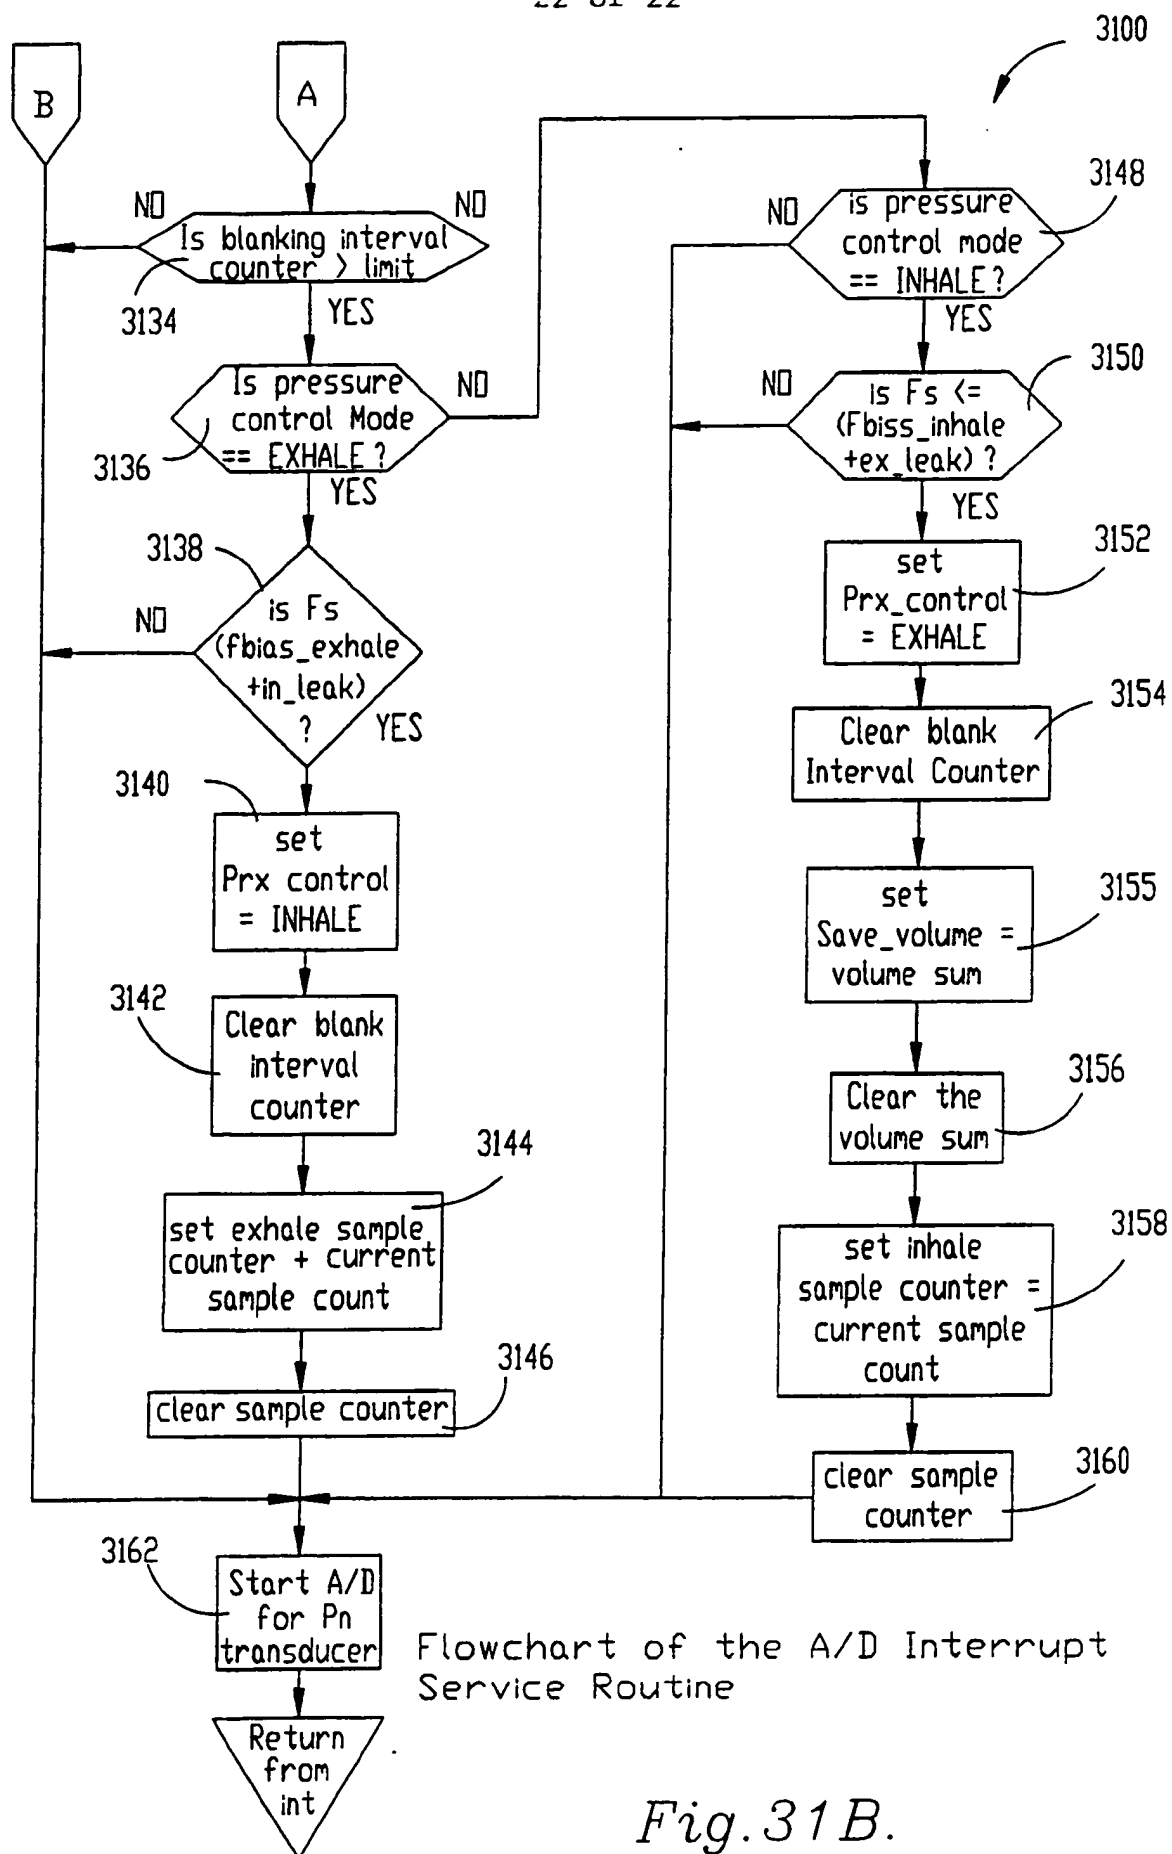 22 of 22
3100
B
A
NO
NO
Is blanking interval
counter > limit
3134
YES
Is pressure
control Mode
== EXHALE ?
NO
3136
YES
3138
is Fs
(fbias_exhale
+in_leak)
?
NO
YES
3140
set
Prx control
= INHALE
3142
Clear blank
interval
counter
3144
set exhale sample
counter + current
sample count
3146
clear sample counter
3148
is pressure
control mode
== INHALE ?
NO
YES
3150
is Fs <=
(Fbiss_inhale
+ex_leak) ?
NO
YES
3152
set
Prx_control
= EXHALE
3154
Clear blank
Interval Counter
3155
set
Save_volume =
volume sum
3156
Clear the
volume sum
3158
set inhale
sample counter =
current sample
count
3160
clear sample
counter
3162
Start A/D
for Pn
transducer
Return
from
int
Flowchart of the A/D Interrupt
Service Routine
Fig.31B.